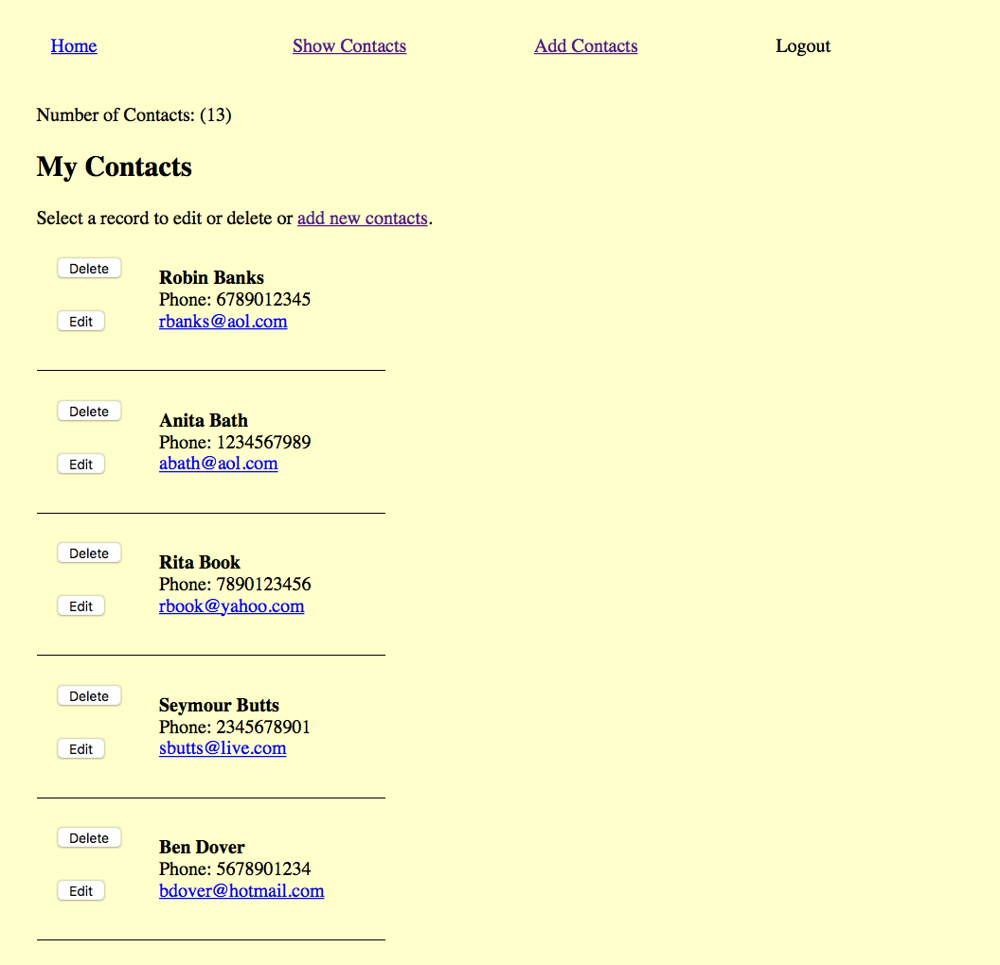 Home Show Contacts Add Contacts Logout
Number of Contacts: (13)
My Contacts
Select a record to edit or delete or add new contacts.
Delete
Robin Banks
Phone: 6789012345
Edit
rbanks@aol.com
Delete
Anita Bath
Phone: 1234567989
Edit
abath@aol.com
Delete
Rita Book
Phone: 7890123456
Edit
rbook@yahoo.com
Delete
Seymour Butts
Phone: 2345678901
Edit
sbutts@live.com
Delete
Ben Dover
Phone: 5678901234
Edit
bdover@hotmail.com